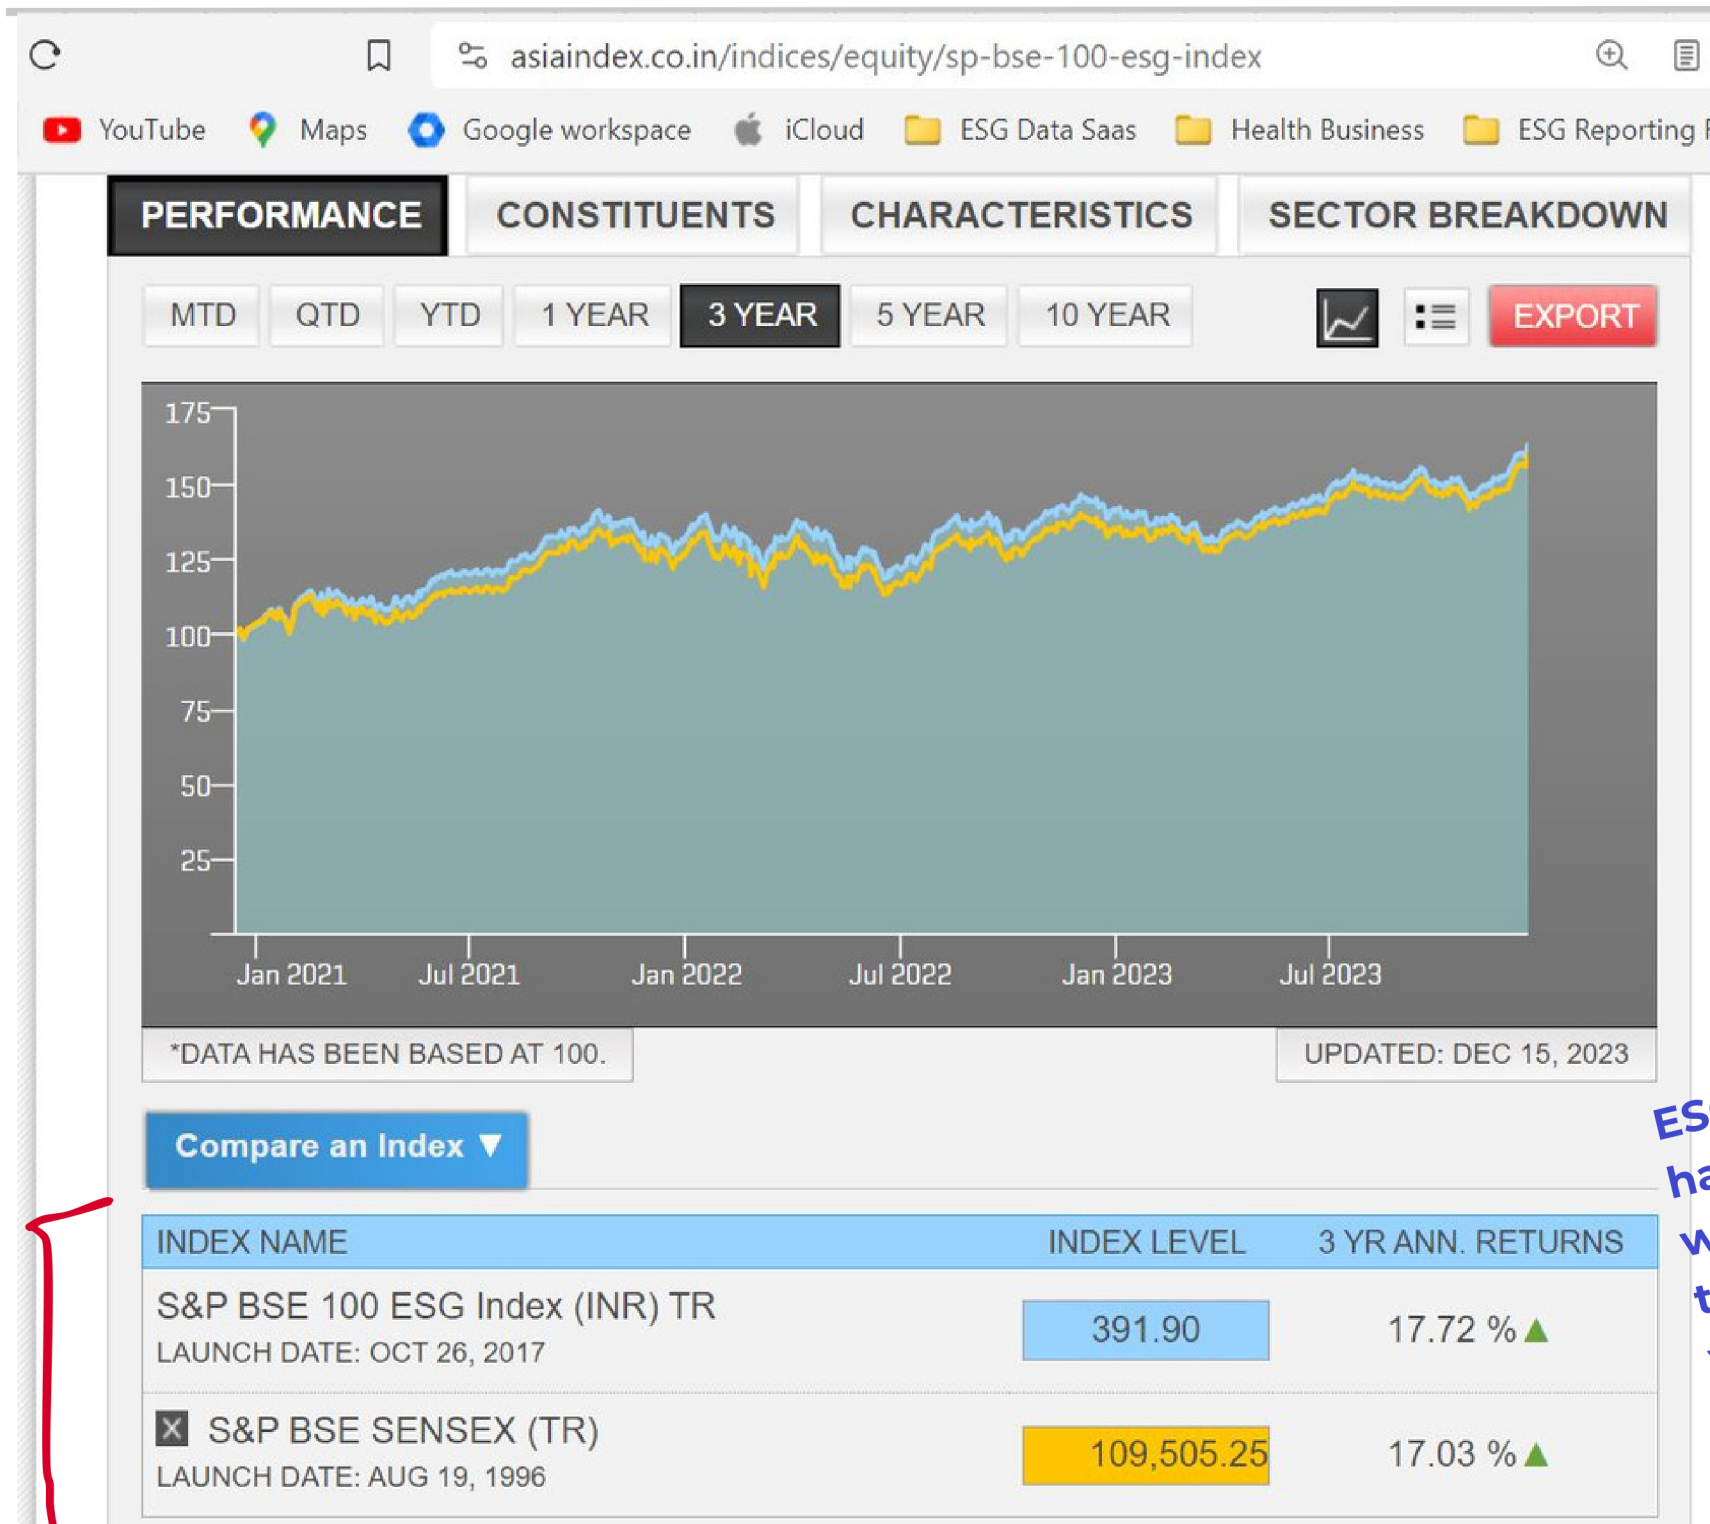 asiaindex.co.in/indices/equity/sp-bse-100-esg-index
YouTube Maps Google workspace iCloud ESG Data Saas Health Business ESG Reporting
PERFORMANCE CONSTITUENTS CHARACTERISTICS SECTOR BREAKDOWN
MTD QTD YTD 1 YEAR 3 YEAR 5 YEAR 10 YEAR EXPORT
175
150
125
100
75
50
25
Jan 2021 Jul 2021 Jan 2022 Jul 2022 Jan 2023 Jul 2023
*DATA HAS BEEN BASED AT 100. UPDATED: DEC 15, 2023
Compare an Index ▼
INDEX NAME INDEX LEVEL 3 YR ANN. RETURNS
S&P BSE 100 ESG Index (INR) TR 391.90 17.72 %
LAUNCH DATE: OCT 26, 2017
S&P BSE SENSEX (TR) 109,505.25 17.03 %
LAUNCH DATE: AUG 19, 1996